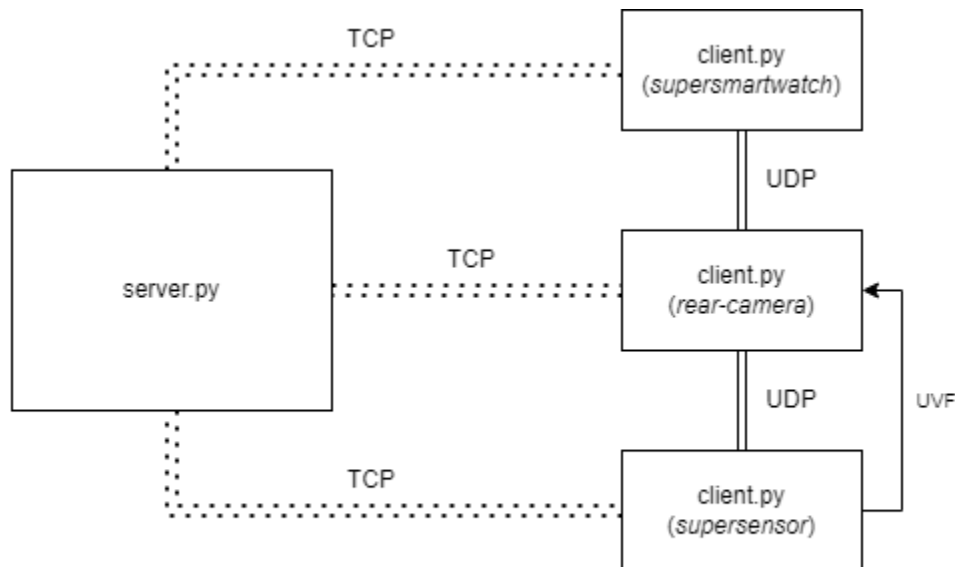 TCP
client.py
(supersmartwatch)
UDP
server.py
TCP
client.py
(rear-camera)
UDP
UVF
TCP
client.py
(supersensor)